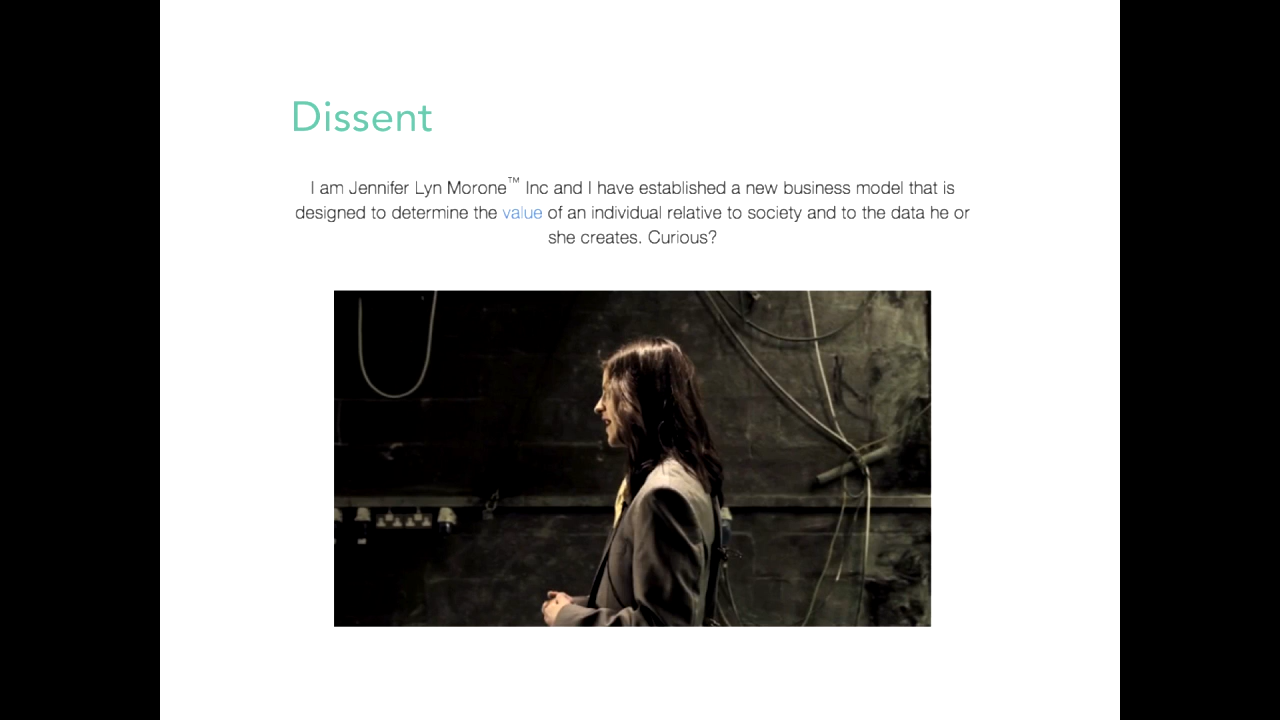 Dissent
I am Jennifer Lyn Morone™ Inc and I have established a new business model that is
designed to determine the value of an individual relative to society and to the data he or
she creates. Curious?